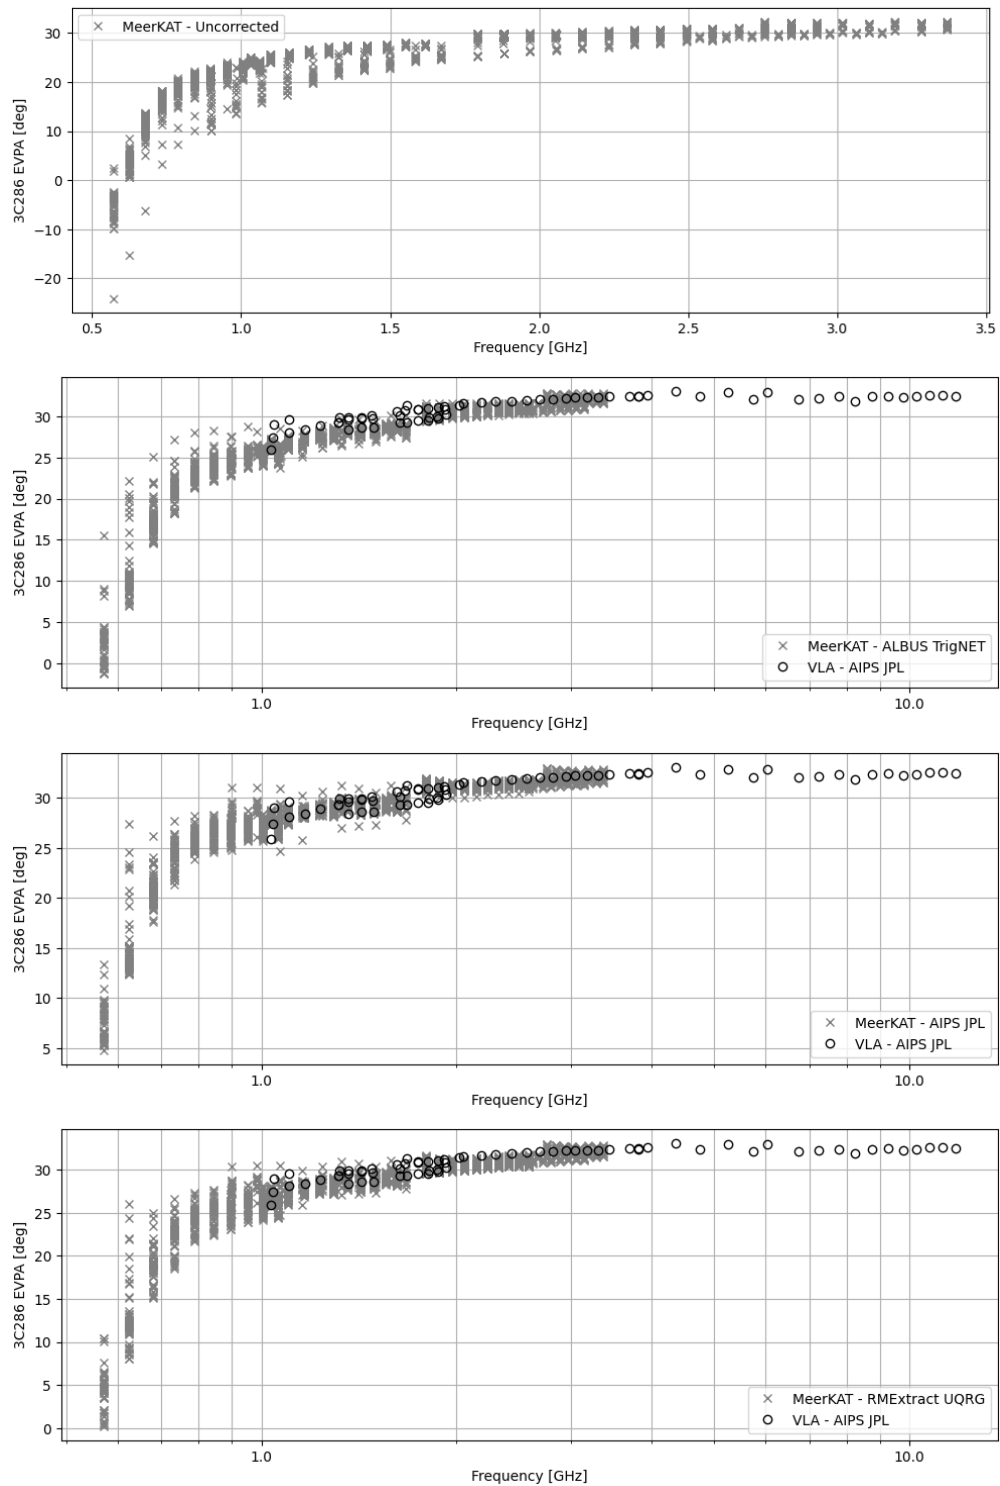 MeerKAT - Uncorrected
30
20
10
0
−10
−20
3C286 EVPA [deg]
0.5 1.0 1.5 2.0 2.5 3.0 3.5
Frequency [GHz]
30
25
20
15
10
5
0
3C286 EVPA [deg]
MeerKAT - ALBUS TrigNET
VLA - AIPS JPL
1.0 10.0
Frequency [GHz]
30
25
20
15
10
5
3C286 EVPA [deg]
MeerKAT - AIPS JPL
VLA - AIPS JPL
1.0 10.0
Frequency [GHz]
30
25
20
15
10
5
0
3C286 EVPA [deg]
MeerKAT - RMExtract UQRG
VLA - AIPS JPL
1.0 10.0
Frequency [GHz]